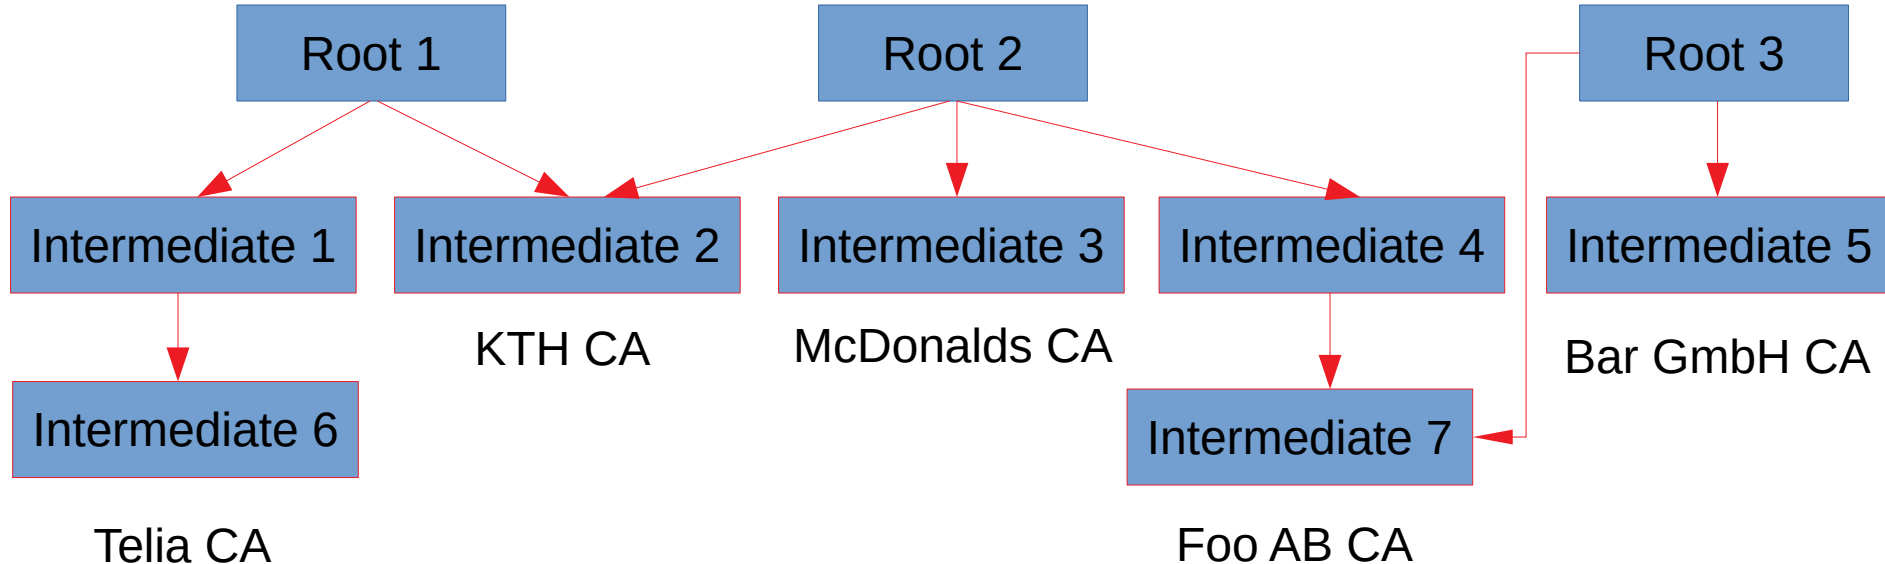 Root 1
Root 2
Root 3
Intermediate 1
Intermediate 2
Intermediate 3
Intermediate 4
Intermediate 5
KTH CA
McDonalds CA
Bar GmbH CA
Intermediate 6
Intermediate 7
Telia CA
Foo AB CA